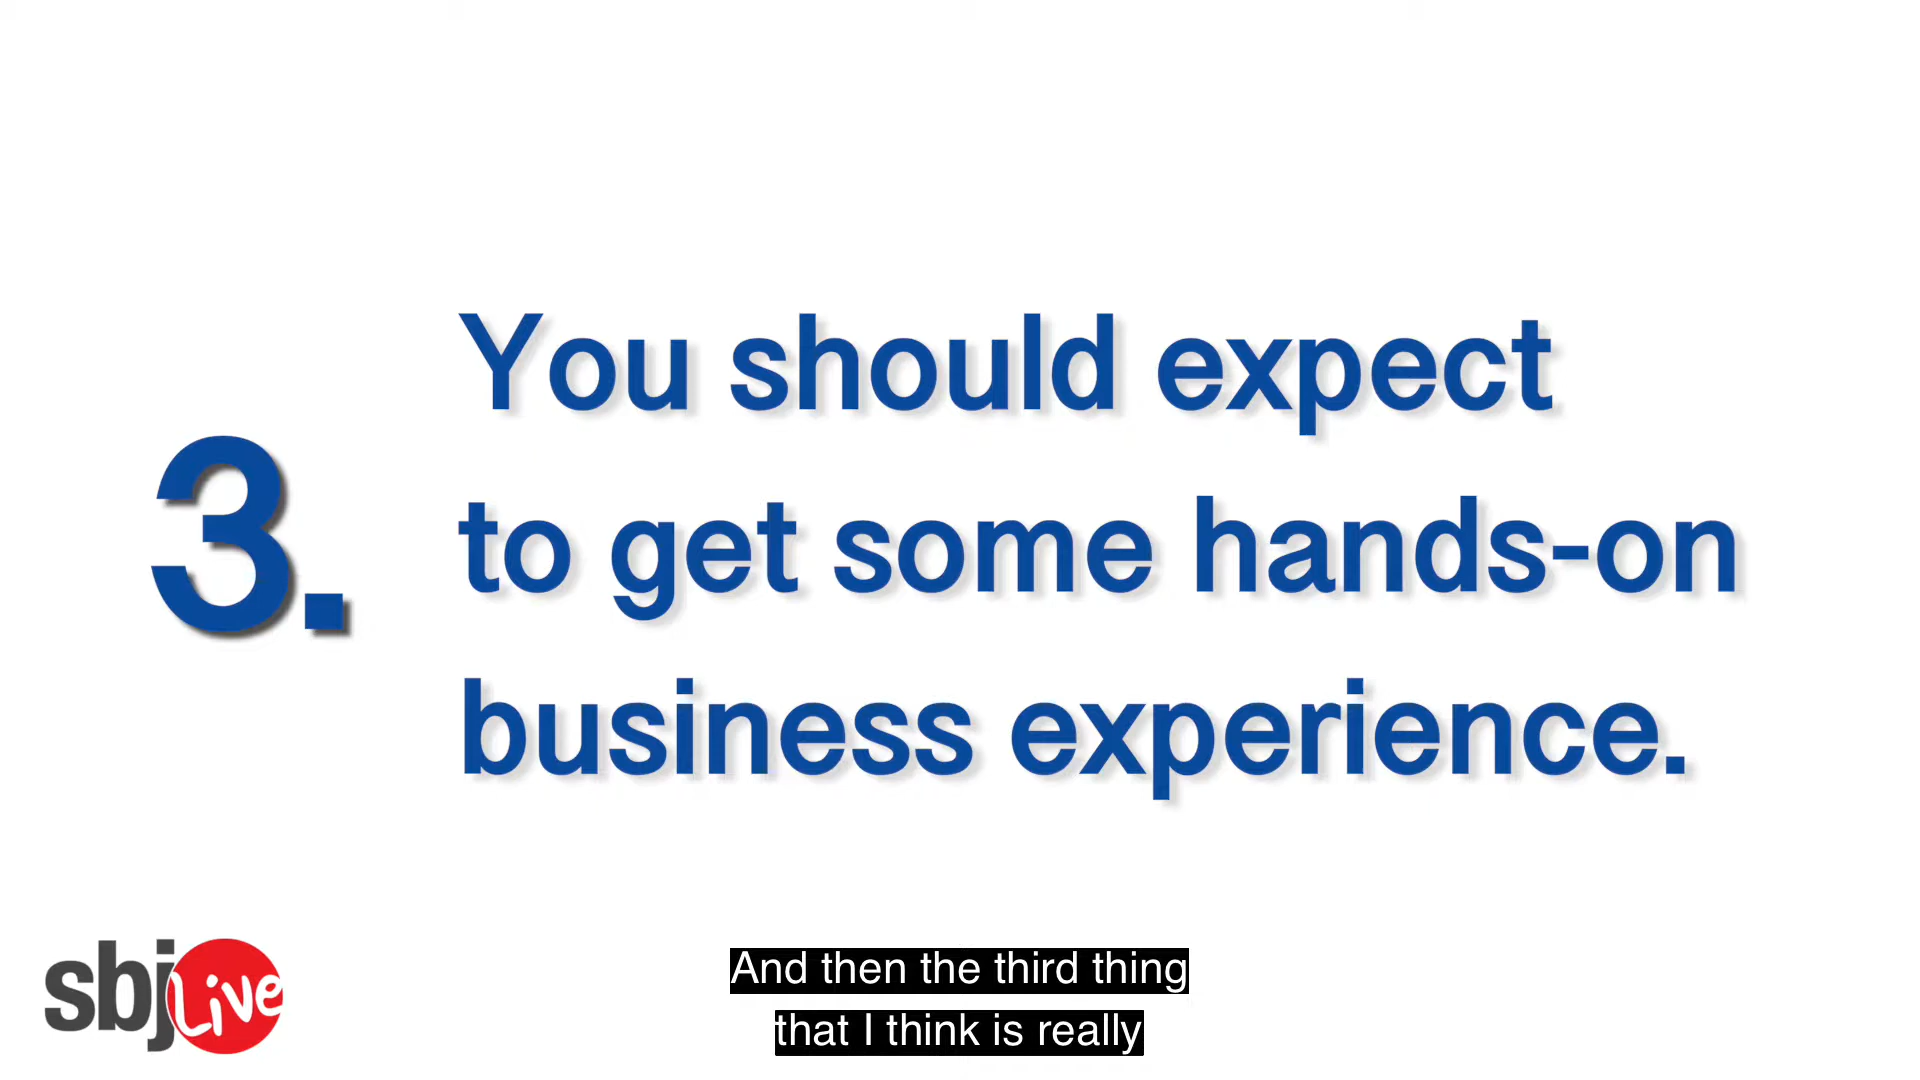 3.
You should expect
to get some hands-on
business experience.
sbj Live
And then the third thing
that I think is really